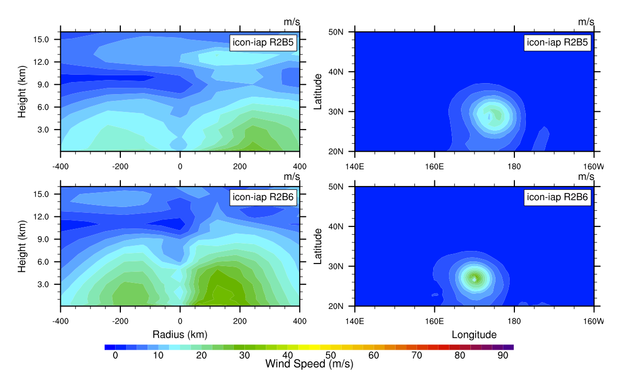 m/s
m/s
15.0
12.0
9.0
6.0
3.0
Height (km)
icon-iap R2B5
-400
-200
0
200
400
50N
40N
30N
20N
Latitude
icon-iap R2B5
140E
160E
180
160W
m/s
m/s
15.0
12.0
9.0
6.0
3.0
Height (km)
icon-iap R2B6
-400
-200
0
200
400
Radius (km)
50N
40N
30N
20N
Latitude
icon-iap R2B6
140E
160E
180
160W
Longitude
0 10 20 30 40 50 60 70 80 90
Wind Speed (m/s)